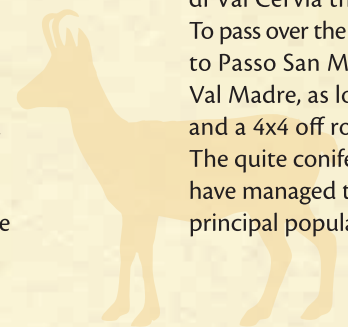 di Val Cervia th
To pass over the
to Passo San M
Val Madre, as lo
and a 4x4 off ro
The quite conife
have managed t
e principal popula